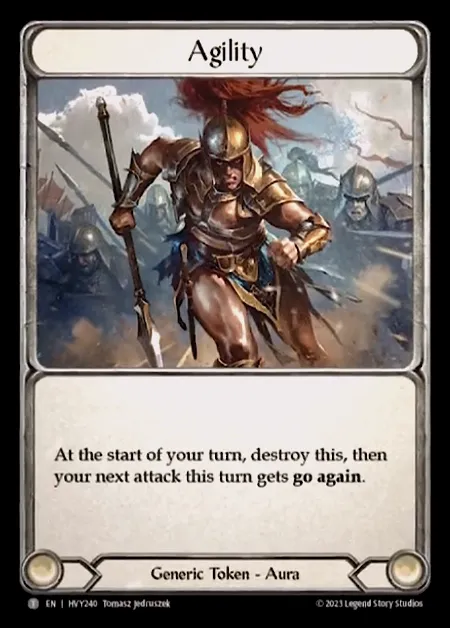 Agility
At the start of your turn, destroy this, then
your next attack this turn gets go again.
Generic Token - Aura
T EN | HVY240 Tomasz Jedruszek © 2023 Legend Story Studios